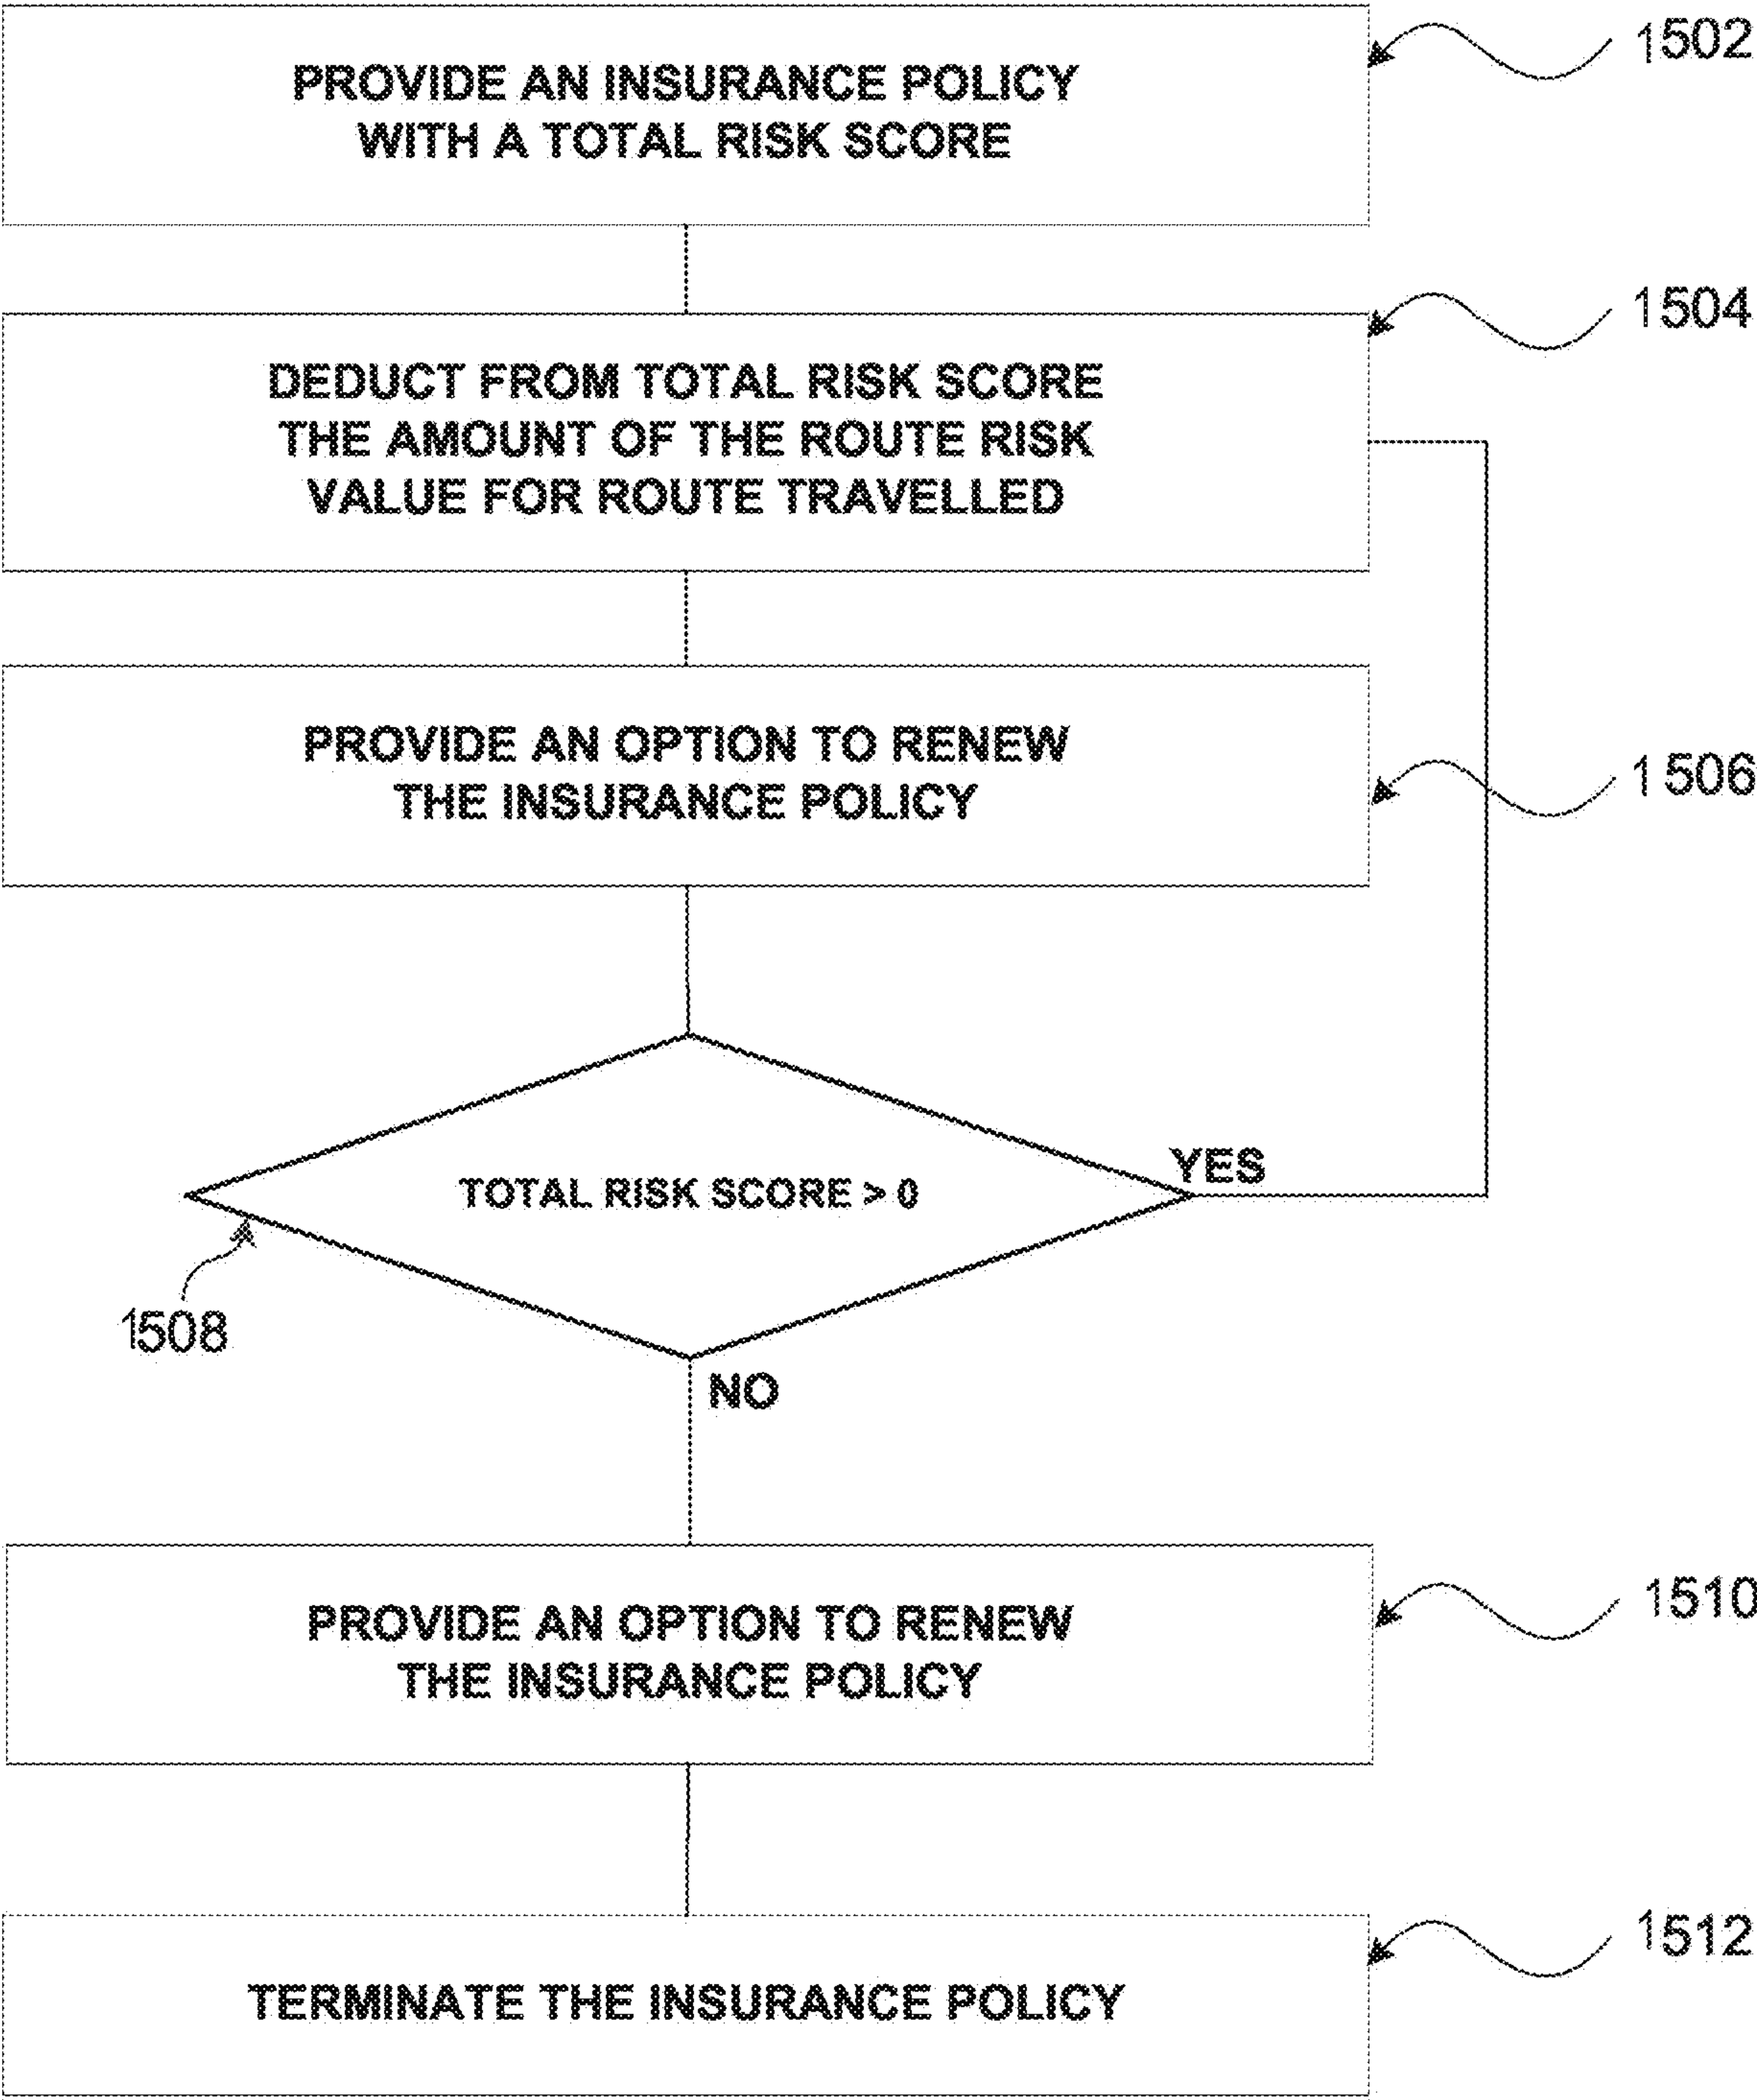 PROVIDE AN INSURANCE POLICY
WITH A TOTAL RISK SCORE
1502
DEDUCT FROM TOTAL RISK SCORE
THE AMOUNT OF THE ROUTE RISK
VALUE FOR ROUTE TRAVELLED
1504
PROVIDE AN OPTION TO RENEW
THE INSURANCE POLICY
1506
TOTAL RISK SCORE > 0
YES
1508
NO
PROVIDE AN OPTION TO RENEW
THE INSURANCE POLICY
1510
TERMINATE THE INSURANCE POLICY
1512